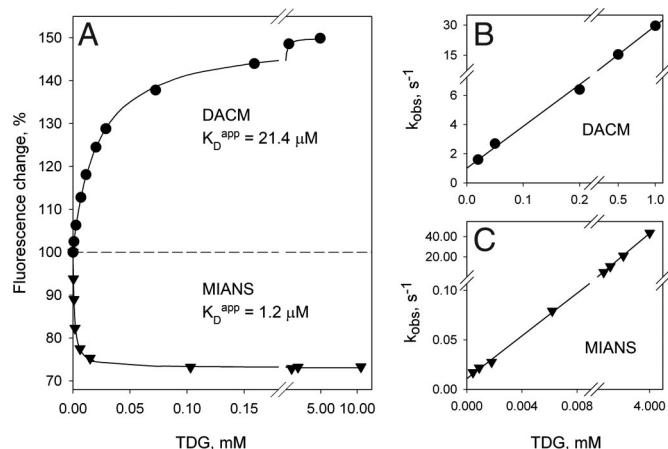 A
150
140
130
120
110
100
90
80
70
Fluorescence change, %
DACM
K_D^app = 21.4 μM
MIANS
K_D^app = 1.2 μM
0.00 0.05 0.10 0.15 5.00 10.00
TDG, mM
B
30
15
6
4
2
0
k_obs, s^-1
DACM
0.0 0.1 0.2 0.5 1.0
C
40.00
20.00
0.10
0.05
0.00
k_obs, s^-1
MIANS
0.000 0.004 0.008 4.000
TDG, mM